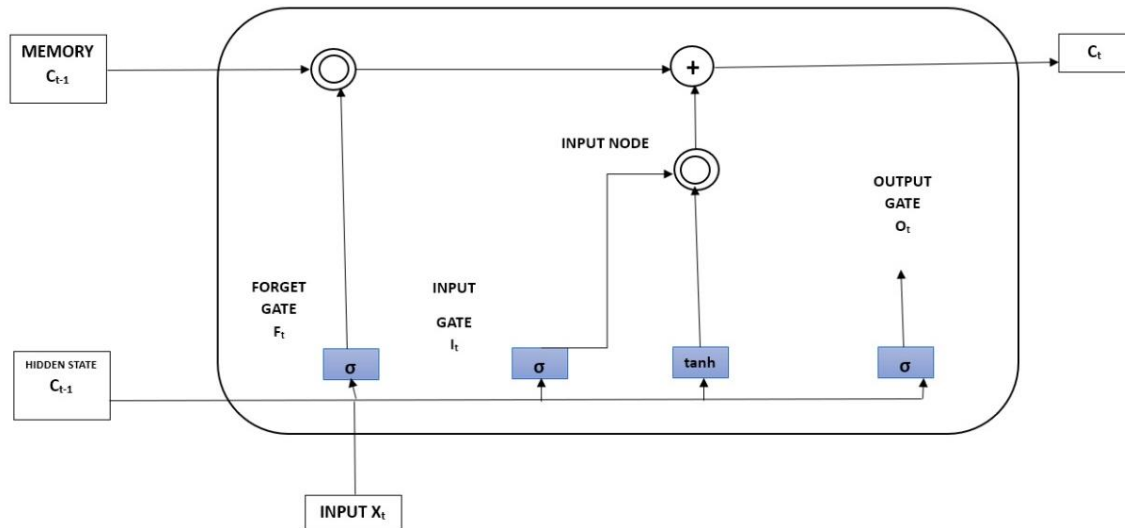 MEMORY
Cₜ₋₁
+
Cₜ
INPUT NODE
OUTPUT
GATE
Oₜ
FORGET
GATE
Fₜ
INPUT
GATE
Iₜ
HIDDEN STATE
C₋ₜ₋₁
σ
σ
tanh
σ
INPUT Xₜ